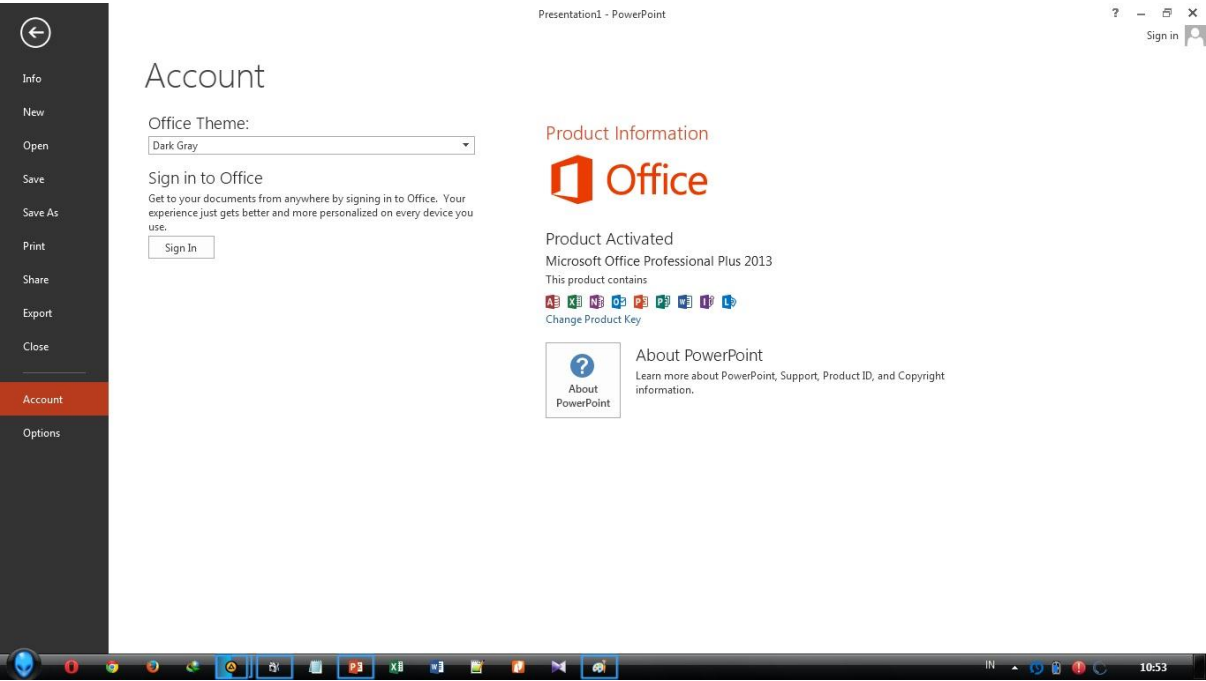 Presentation1 - PowerPoint
?
Sign in
Info
New
Open
Save
Save As
Print
Share
Export
Close
Account
Options
Account
Office Theme:
Dark Gray
Sign in to Office
Get to your documents from anywhere by signing in to Office. Your
experience just gets better and more personalized on every device you
use.
Sign In
Product Information
Office
Product Activated
Microsoft Office Professional Plus 2013
This product contains
Change Product Key
?
About
PowerPoint
About PowerPoint
Learn more about PowerPoint, Support, Product ID, and Copyright
information.
IN
10:53